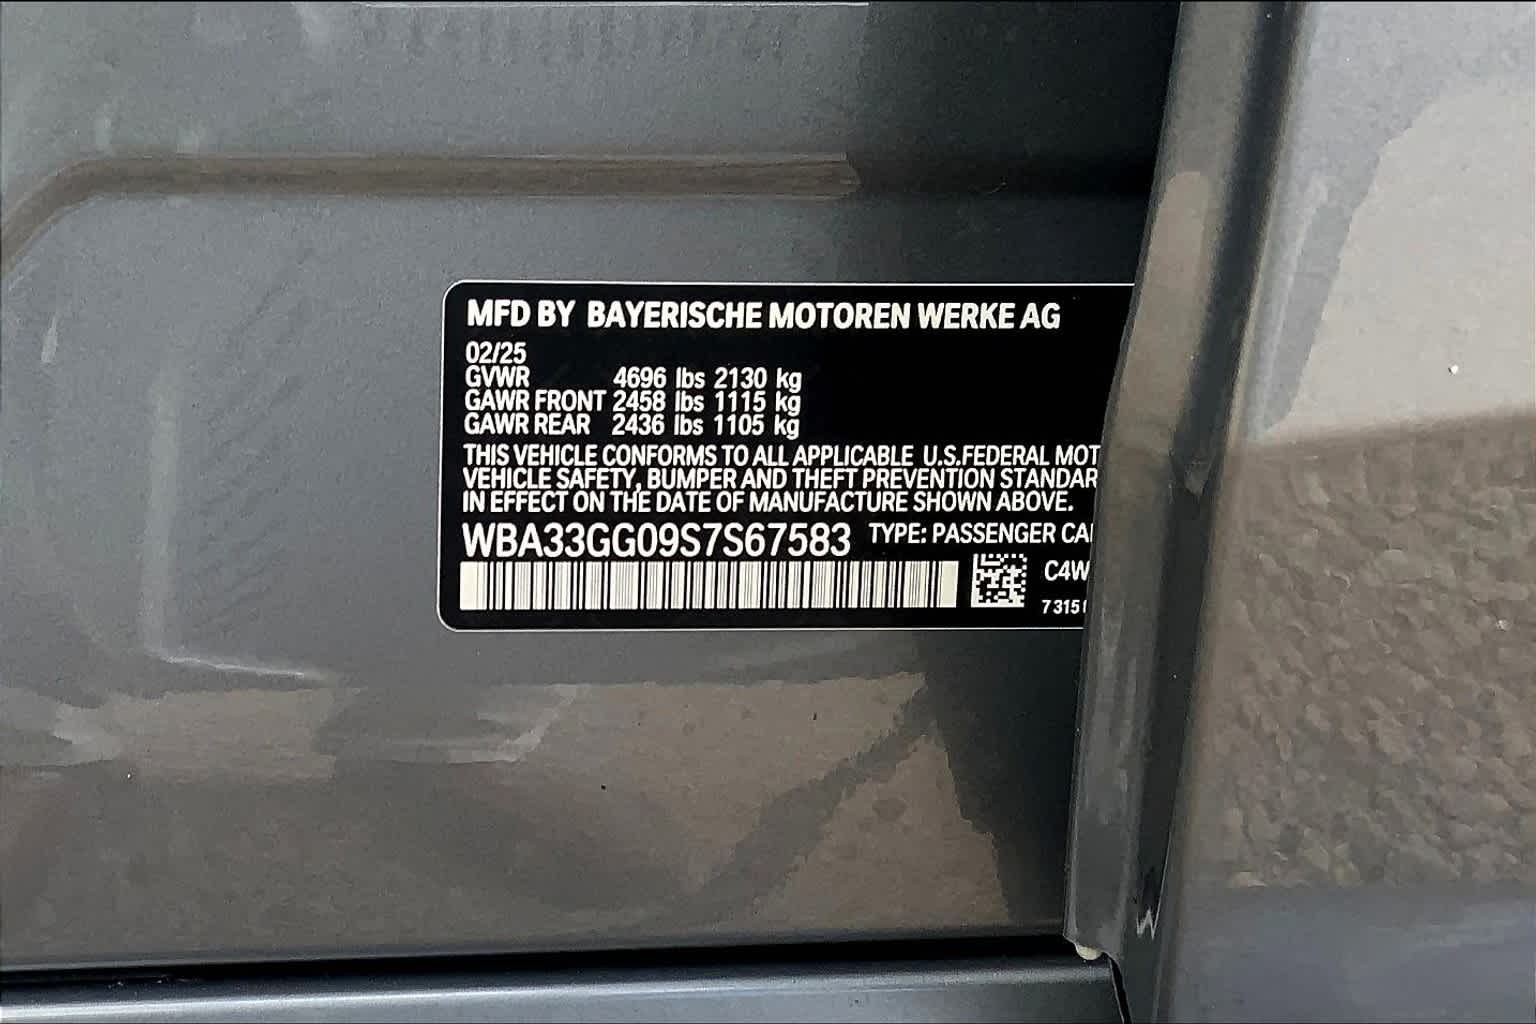 MFD BY BAYERISCHE MOTOREN WERKE AG
02/25
GVWR 4696 lbs 2130 kg
GAWR FRONT 2458 lbs 1115 kg
GAWR REAR 2436 lbs 1105 kg
THIS VEHICLE CONFORMS TO ALL APPLICABLE U.S.FEDERAL MOT
VEHICLE SAFETY, BUMPER AND THEFT PREVENTION STANDAR
IN EFFECT ON THE DATE OF MANUFACTURE SHOWN ABOVE.
WBA33GG09S7S67583 TYPE: PASSENGER CA
C4W
7315